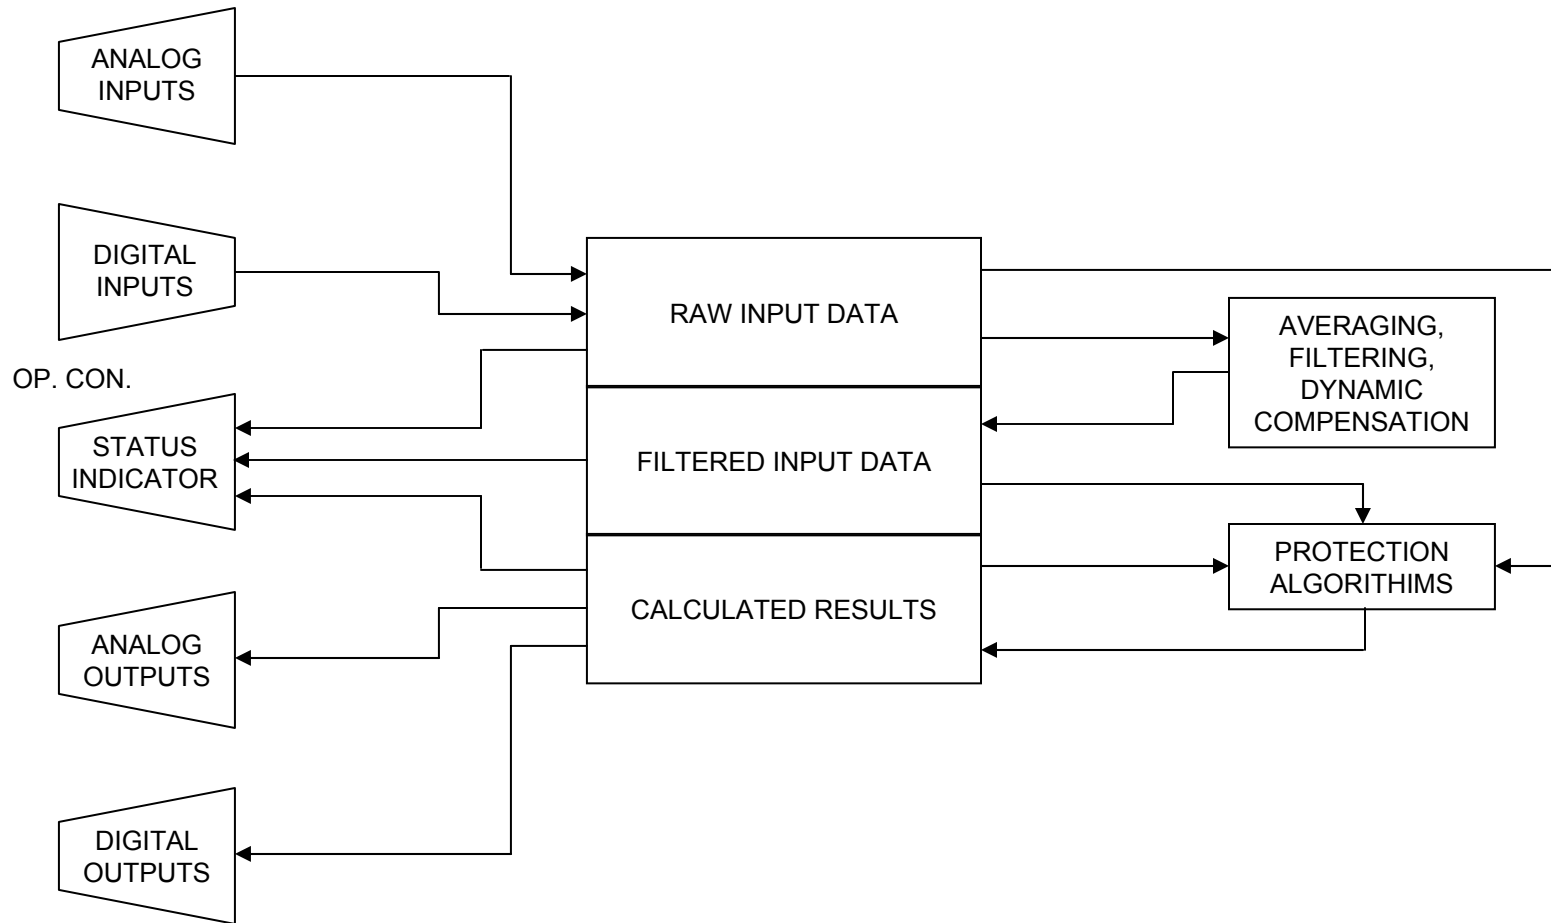 ANALOG
INPUTS
DIGITAL
INPUTS
OP. CON.
STATUS
INDICATOR
ANALOG
OUTPUTS
DIGITAL
OUTPUTS
RAW INPUT DATA
FILTERED INPUT DATA
CALCULATED RESULTS
AVERAGING,
FILTERING,
DYNAMIC
COMPENSATION
PROTECTION
ALGORITHIMS